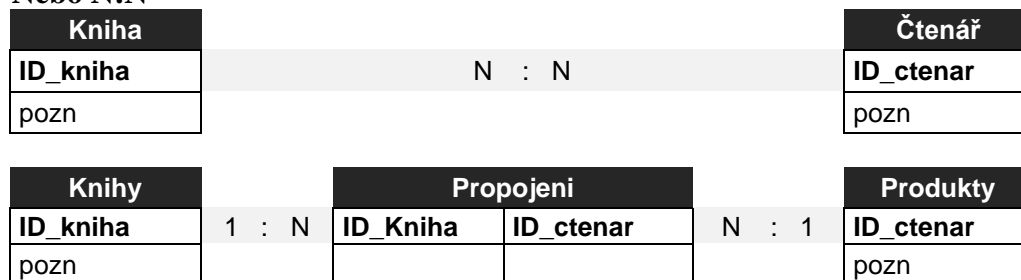 Nebo N:N
Kniha Čtenář
ID_kniha N : N ID_ctenar
pozn pozn
Knihy Propojeni Produkty
ID_kniha 1 : N ID_Kniha ID_ctenar N : 1 ID_ctenar
pozn pozn